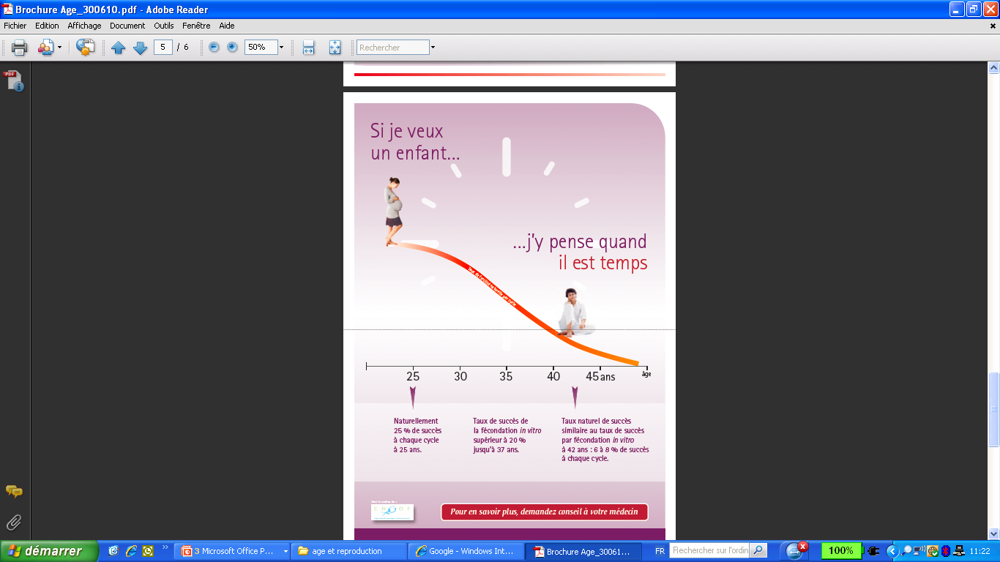 Brochure Age_300610.pdf - Adobe Reader
Fichier Edition Affichage Document Outils Fenêtre Aide
5 / 6 50% Rechercher
Si je veux
un enfant...
...j'y pense quand
il est temps
25 30 35 40 45 ans âge
Naturellement
25 % de succès
à chaque cycle
à 25 ans.
Taux de succès de
la fécondation in vitro
supérieur à 20 %
jusqu'à 37 ans.
Taux naturel de succès
similaire au taux de succès
par fécondation in vitro
à 42 ans : 6 à 8 % de succès
à chaque cycle.
Pour en savoir plus, demandez conseil à votre médecin
démarrer 3 Microsoft Office P... age et reproduction Google - Windows Int... Brochure Age_30061... FR Rechercher sur l'ordin 100% 11:22